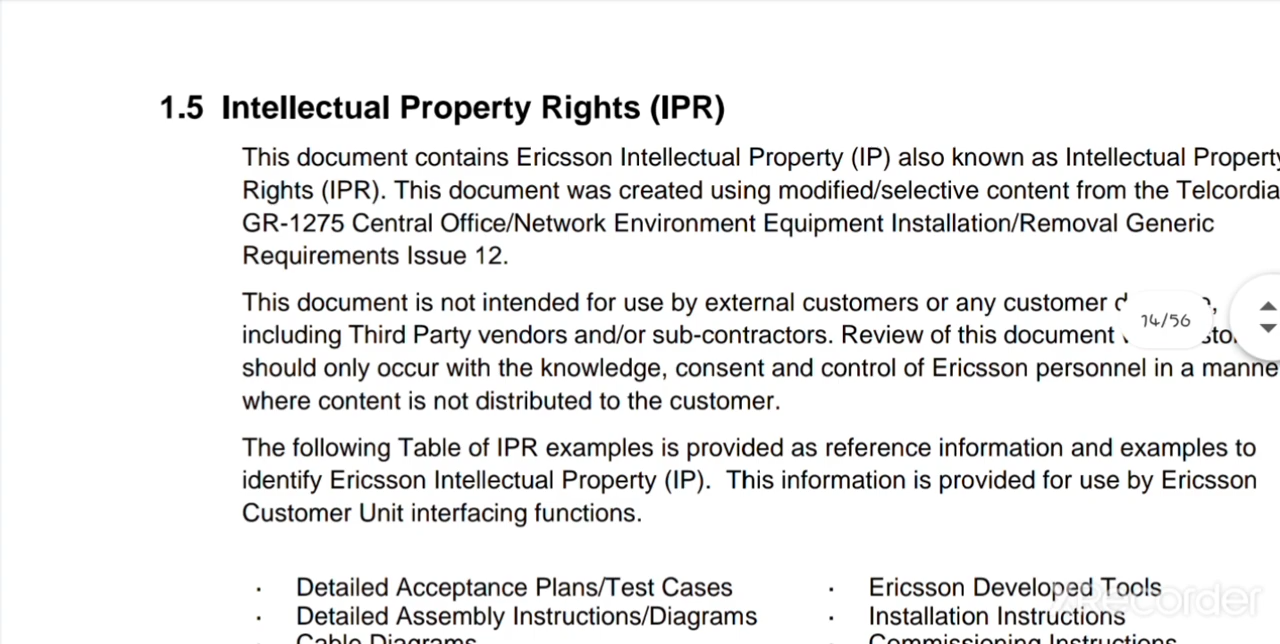 1.5 Intellectual Property Rights (IPR)
This document contains Ericsson Intellectual Property (IP) also known as Intellectual Property
Rights (IPR). This document was created using modified/selective content from the Telcordia
GR-1275 Central Office/Network Environment Equipment Installation/Removal Generic
Requirements Issue 12.
This document is not intended for use by external customers or any customer
including Third Party vendors and/or sub-contractors. Review of this document
14/56
should only occur with the knowledge, consent and control of Ericsson personnel in a
where content is not distributed to the customer.
The following Table of IPR examples is provided as reference information and examples to
identify Ericsson Intellectual Property (IP). This information is provided for use by Ericsson
Customer Unit interfacing functions.
· Detailed Acceptance Plans/Test Cases · Ericsson Developed Tools
· Detailed Assembly Instructions/Diagrams · Installation Instructions
Cable Diagrams Commissioning Instructions